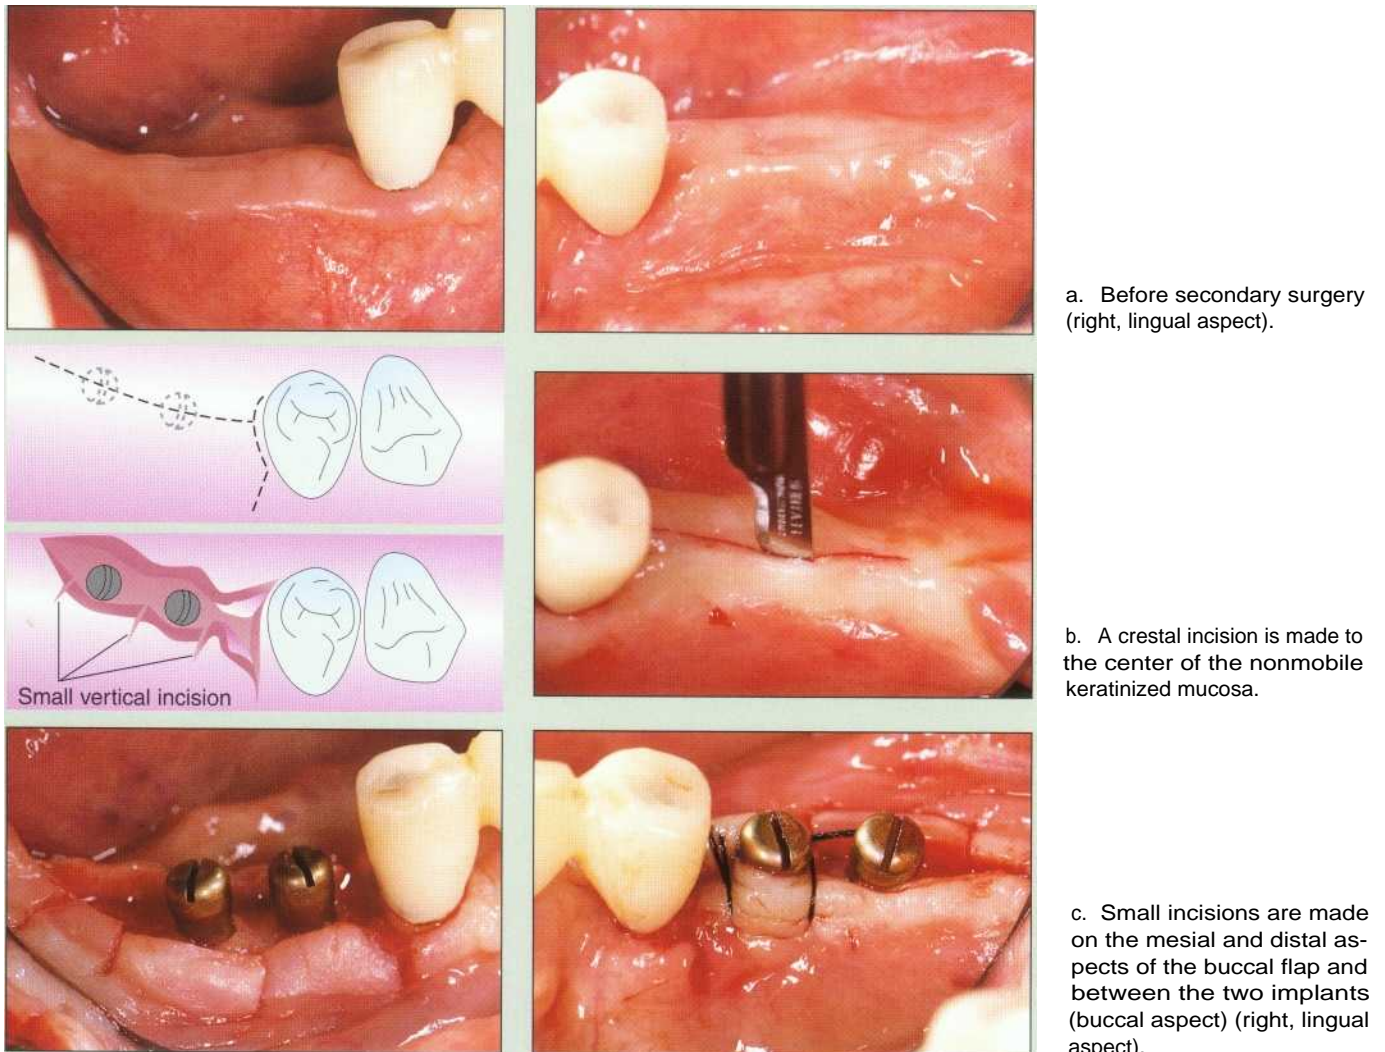 a. Before secondary surgery
(right, lingual aspect).
Small vertical incision
b. A crestal incision is made to
the center of the nonmobile
keratinized mucosa.
c. Small incisions are made
on the mesial and distal as-
pects of the buccal flap and
between the two implants
(buccal aspect) (right, lingual
aspect).